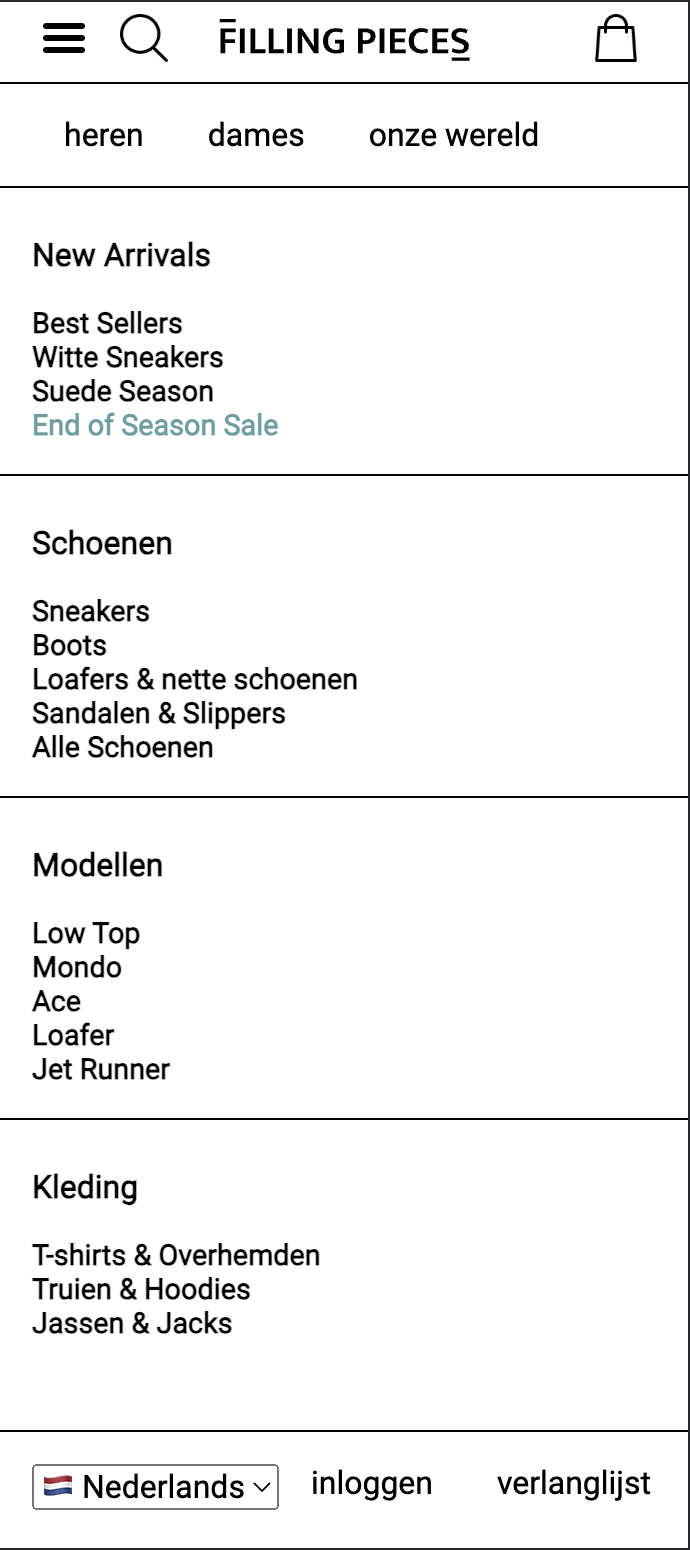 FILLING PIECES
heren dames onze wereld
New Arrivals
Best Sellers
Witte Sneakers
Suede Season
End of Season Sale
Schoenen
Sneakers
Boots
Loafers & nette schoenen
Sandalen & Slippers
Alle Schoenen
Modellen
Low Top
Mondo
Ace
Loafer
Jet Runner
Kleding
T-shirts & Overhemden
Truien & Hoodies
Jassen & Jacks
Nederlands inloggen verlanglijst